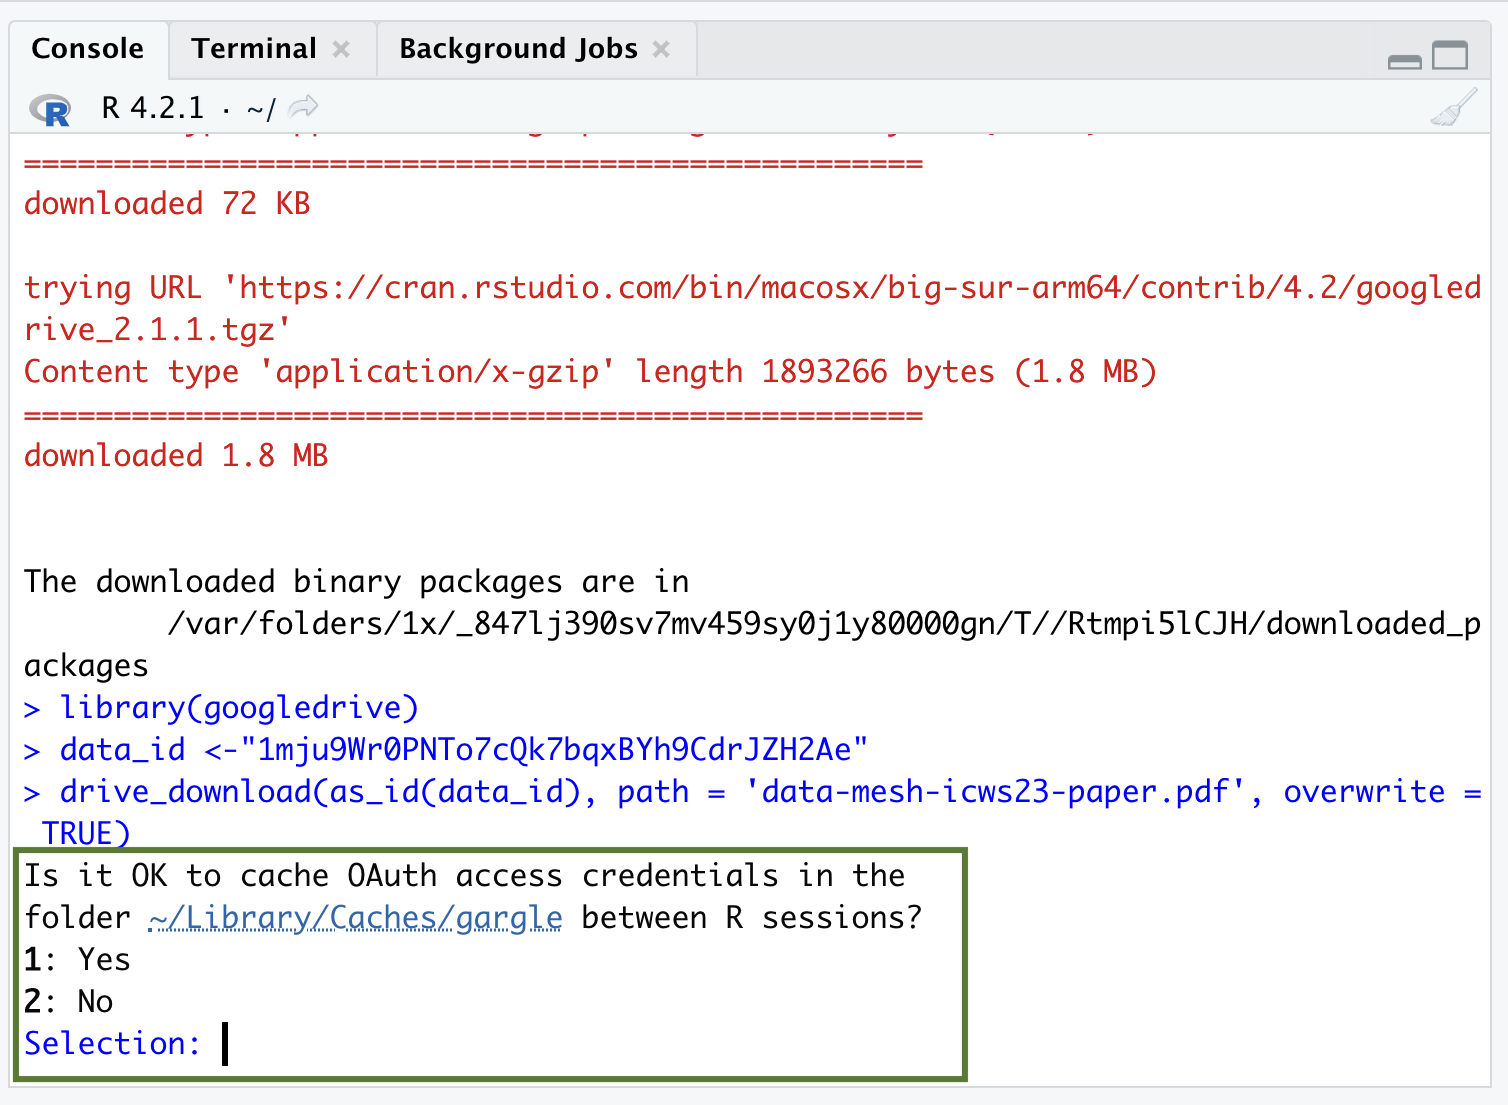 Console Terminal Background Jobs
R R 4.2.1 · ~/
==================================================
downloaded 72 KB
trying URL 'https://cran.rstudio.com/bin/macosx/big-sur-arm64/contrib/4.2/googled
rive_2.1.1.tgz'
Content type 'application/x-gzip' length 1893266 bytes (1.8 MB)
==================================================
downloaded 1.8 MB
The downloaded binary packages are in
/var/folders/1x/_847lj390sv7mv459sy0j1y80000gn/T//Rtmpi5lCJH/downloaded_p
ackages
> library(googledrive)
> data_id <-"1mju9Wr0PNTo7cQk7bqxBYh9CdrJZH2Ae"
> drive_download(as_id(data_id), path = 'data-mesh-icws23-paper.pdf', overwrite =
TRUE)
Is it OK to cache OAuth access credentials in the
folder ~/Library/Caches/gargle between R sessions?
1: Yes
2: No
Selection: